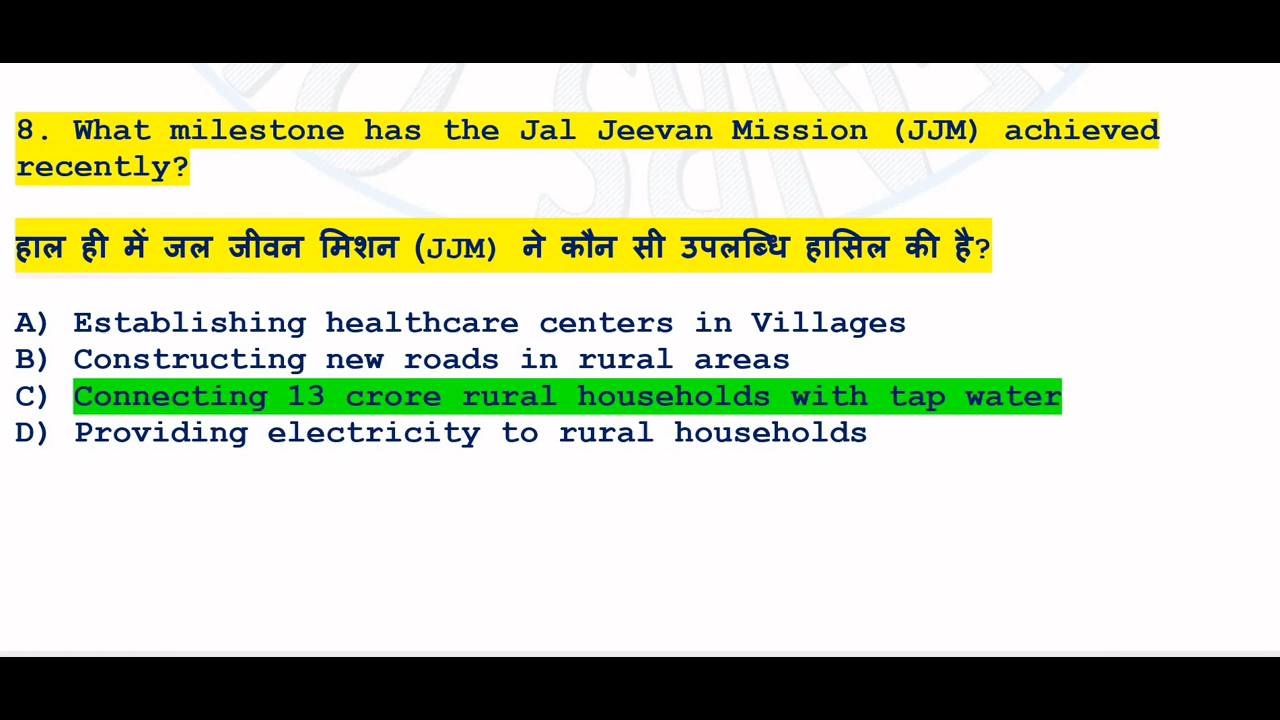 8. What milestone has the Jal Jeevan Mission (JJM) achieved
recently?
हाल ही में जल जीवन मिशन (JJM) ने कौन सी उपलब्धि हासिल की है?
A) Establishing healthcare centers in Villages
B) Constructing new roads in rural areas
C) Connecting 13 crore rural households with tap water
D) Providing electricity to rural households